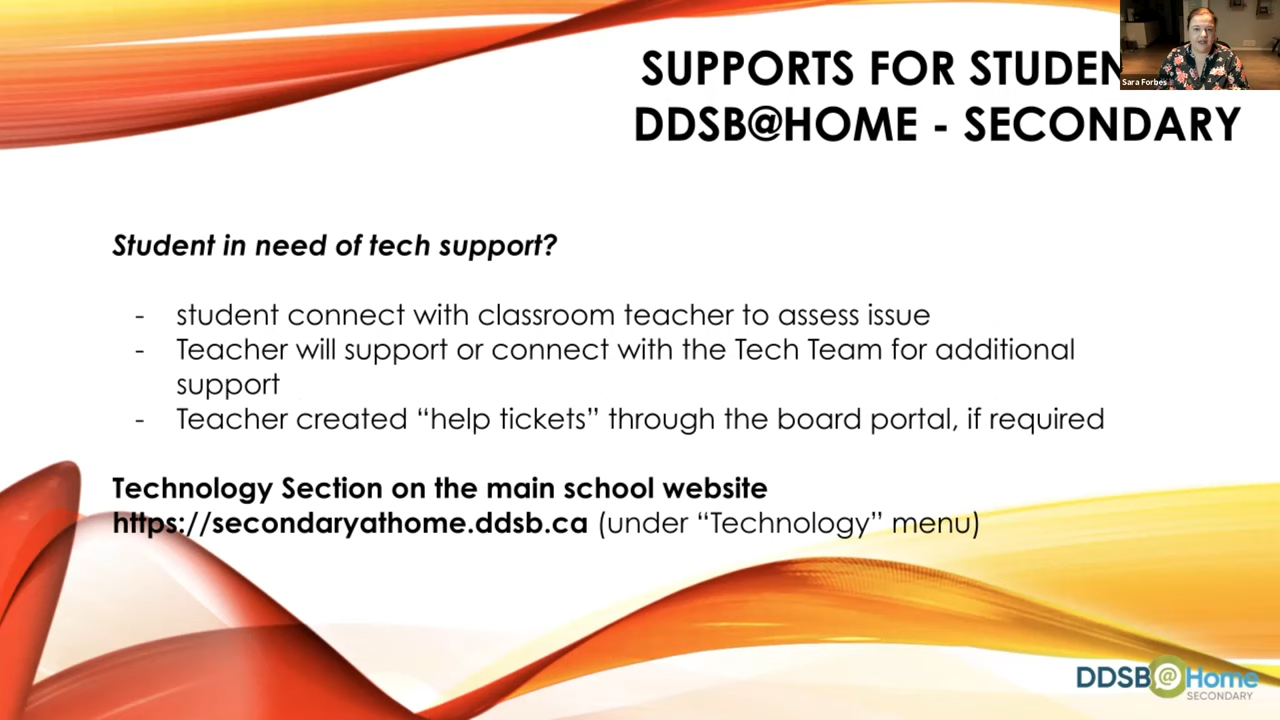 SUPPORTS FOR STUDEN
DDSB@HOME - SECONDARY
Sara Forbes
Student in need of tech support?
- student connect with classroom teacher to assess issue
- Teacher will support or connect with the Tech Team for additional
support
- Teacher created “help tickets” through the board portal, if required
Technology Section on the main school website
https://secondaryathome.ddsb.ca (under “Technology” menu)
DDSB@Home
SECONDARY